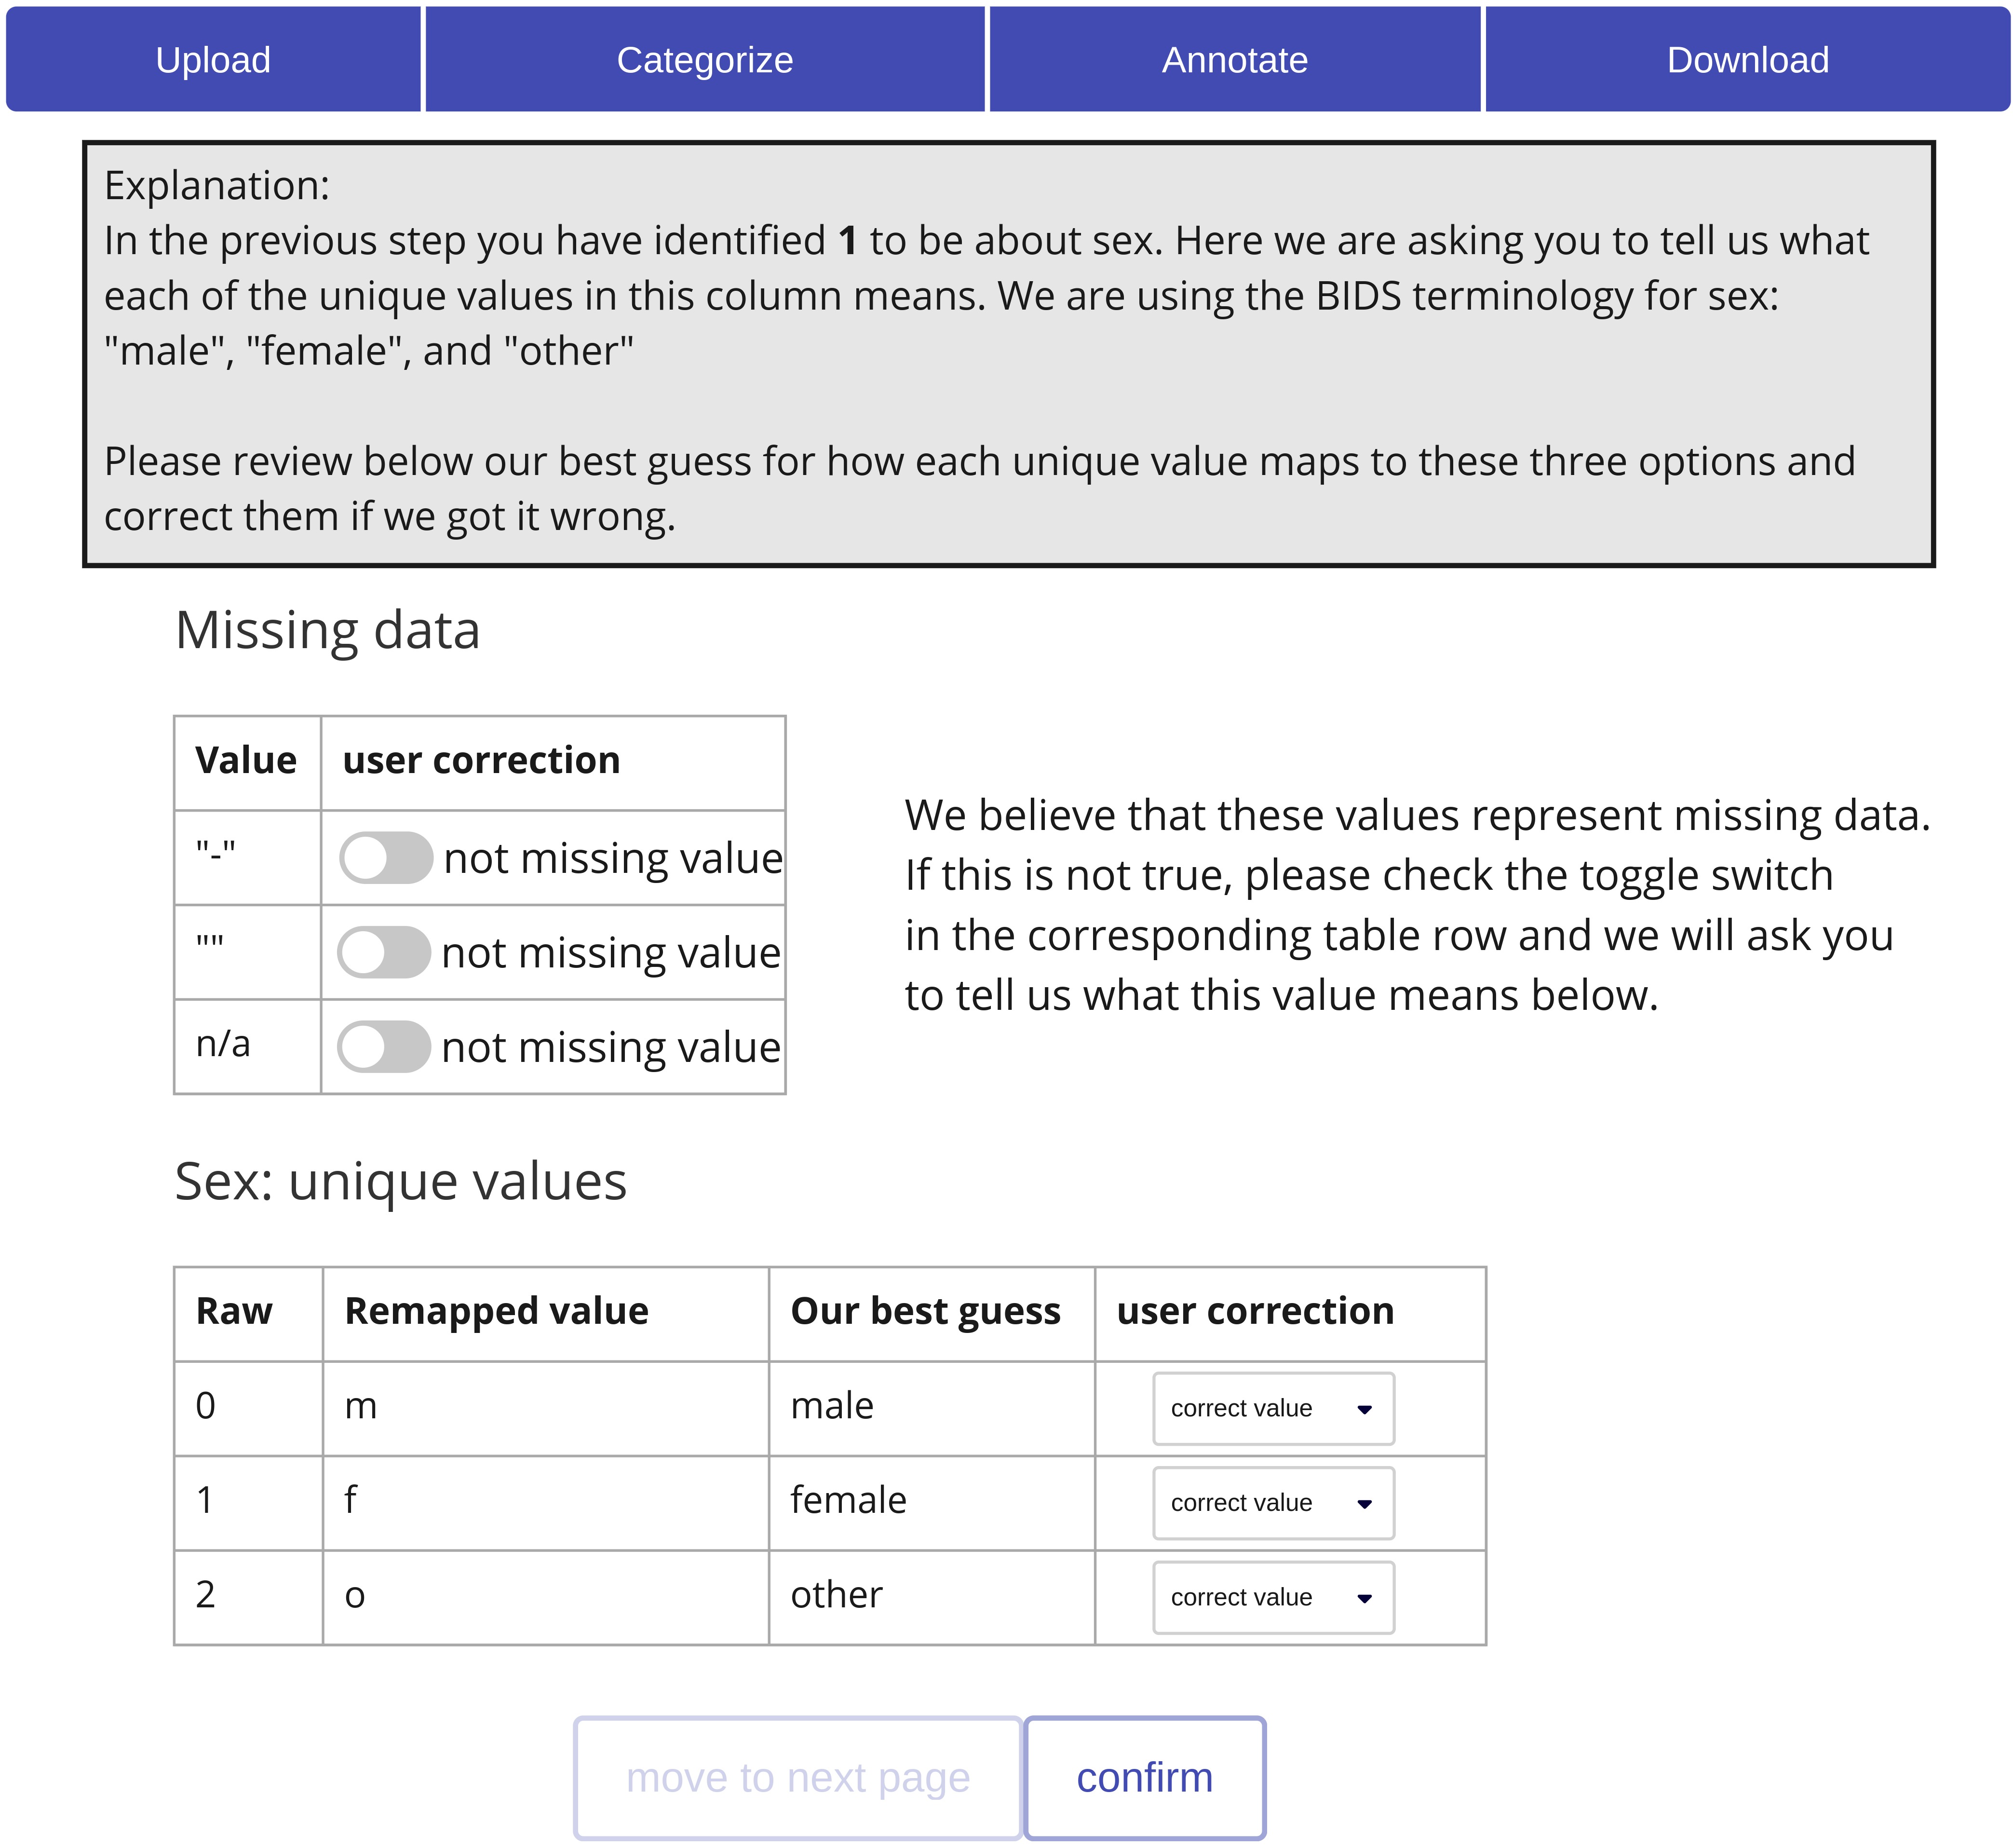 Upload Categorize Annotate Download
Explanation:
In the previous step you have identified 1 to be about sex. Here we are asking you to tell us what
each of the unique values in this column means. We are using the BIDS terminology for sex:
"male", "female", and "other"
Please review below our best guess for how each unique value maps to these three options and
correct them if we got it wrong.
Missing data
Value user correction
"-" not missing value
"" not missing value
n/a not missing value
We believe that these values represent missing data.
If this is not true, please check the toggle switch
in the corresponding table row and we will ask you
to tell us what this value means below.
Sex: unique values
Raw Remapped value Our best guess user correction
0 m male correct value
1 f female correct value
2 o other correct value
move to next page confirm